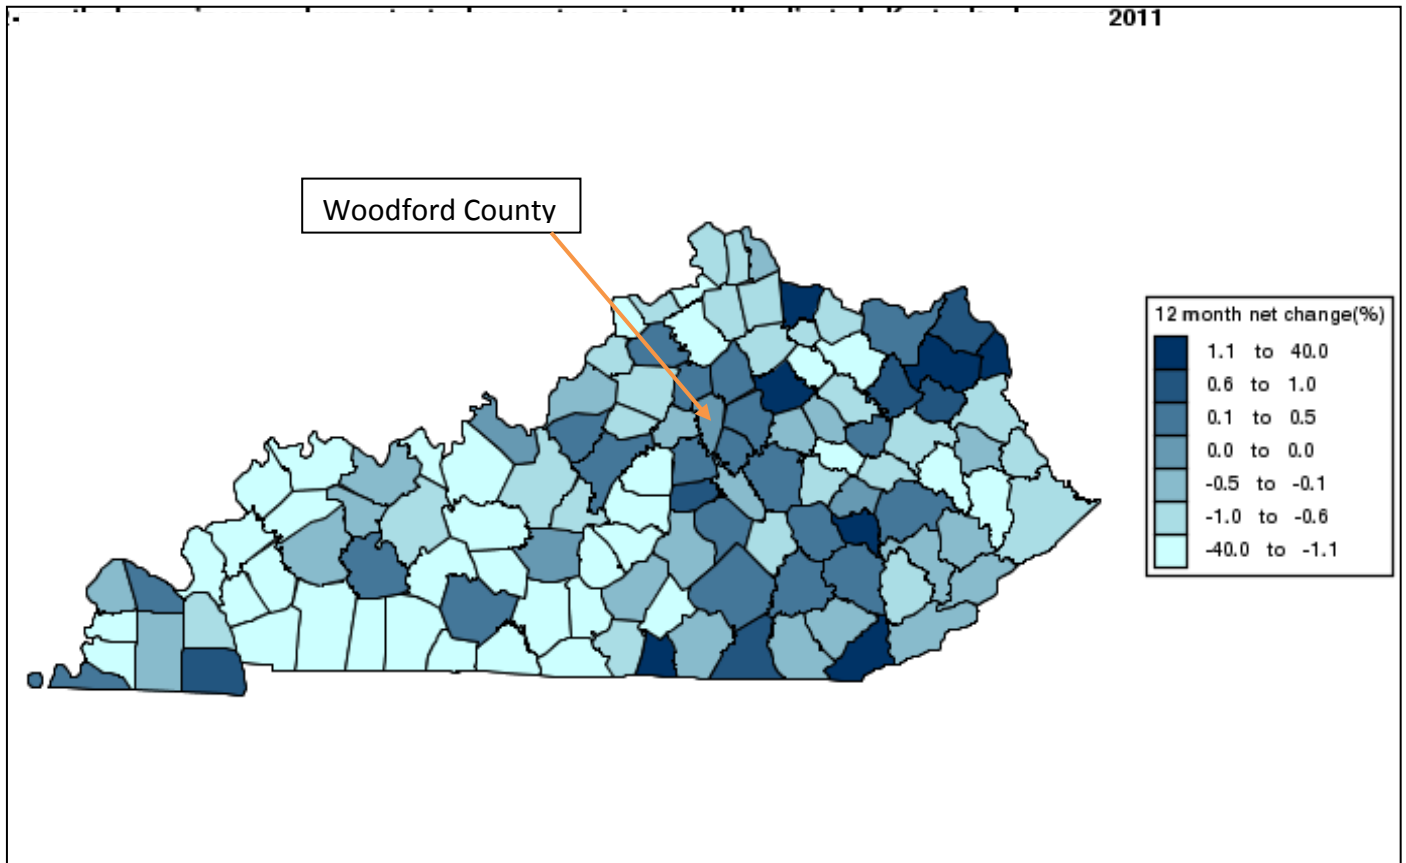 2011
Woodford County
12 month net change(%)
1.1 to 40.0
0.6 to 1.0
0.1 to 0.5
0.0 to 0.0
-0.5 to -0.1
-1.0 to -0.6
-40.0 to -1.1